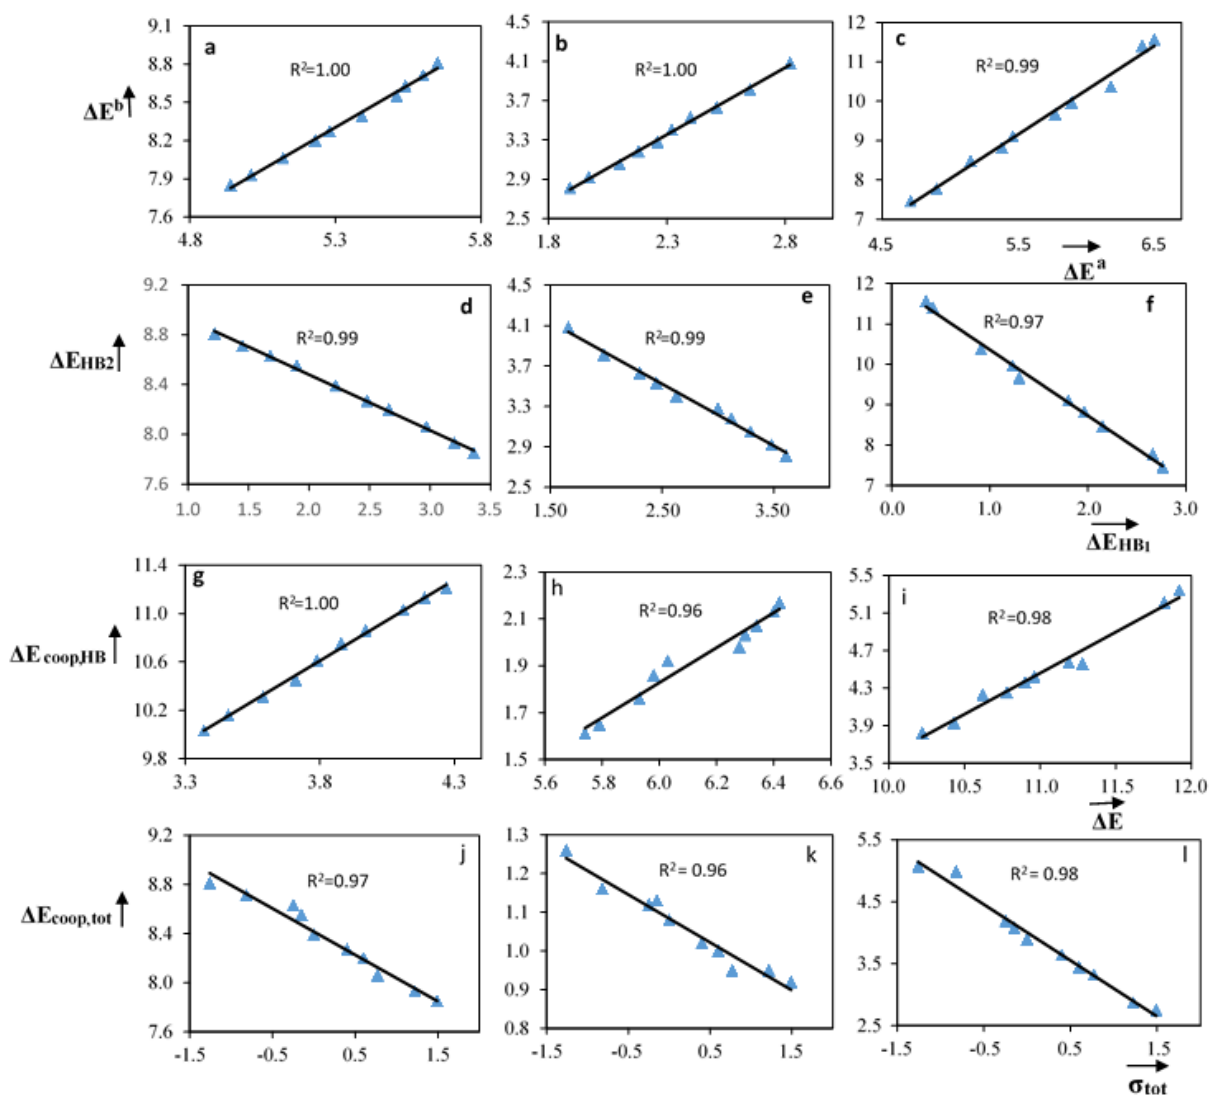 a
R²=1.00
ΔE^b
9.1
8.8
8.5
8.2
7.9
7.6
4.8 5.3 5.8
b
R²=1.00
4.5
4.1
3.7
3.3
2.9
2.5
1.8 2.3 2.8
c
R²=0.99
12
11
10
9
8
7
4.5 5.5 6.5
ΔE^a
d
R²=0.99
ΔE_HB2
9.2
8.8
8.4
8.0
7.6
1.0 1.5 2.0 2.5 3.0 3.5
e
R²=0.99
4.5
4.1
3.7
3.3
2.9
2.5
1.50 2.50 3.50
f
R²=0.97
12
11
10
9
8
7
0.0 1.0 2.0 3.0
ΔE_HB1
g
R²=1.00
ΔE_coop,HB
11.4
11.0
10.6
10.2
9.8
3.3 3.8 4.3
h
R²=0.96
2.3
2.1
1.9
1.7
1.5
5.6 5.8 6.0 6.2 6.4 6.6
i
R²=0.98
5.5
5.1
4.7
4.3
3.9
3.5
10.0 10.5 11.0 11.5 12.0
ΔE
j
R²=0.97
ΔE_coop,tot
9.2
8.8
8.4
8.0
7.6
-1.5 -0.5 0.5 1.5
k
R²= 0.96
1.3
1.2
1.1
1.0
0.9
0.8
-1.5 -0.5 0.5 1.5
l
R²= 0.98
5.5
4.5
3.5
2.5
-1.5 -0.5 0.5 1.5
σ_tot